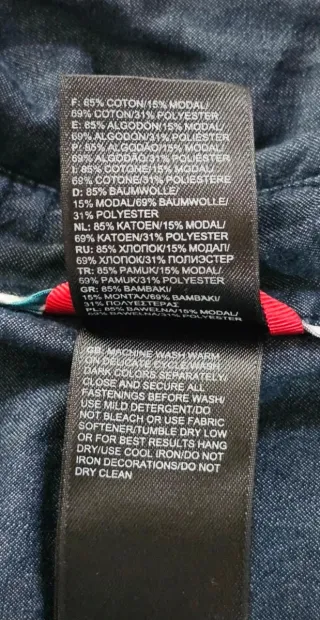 F: 85% COTON/15% MODAL/
69% COTON/31% POLYESTER
E: 85% ALGODÓN/15% MODAL/
69% ALGODÓN/31% POLIÉSTER
P: 85% ALGODÃO/15% MODAL/
69% ALGODÃO/31% POLIÉSTER
I: 85% COTONE/15% MODAL/
69% COTONE/31% POLIESTERE
D: 85% BAUMWOLLE/
15% MODAL/69% BAUMWOLLE/
31% POLYESTER
NL: 85% KATOEN/15% MODAL/
69% KATOEN/31% POLYESTER
RU: 85% ХЛОПОК/15% МОДАЛ/
69% ХЛОПОК/31% ПОЛИЭСТЕР
TR: 85% PAMUK/15% MODAL/
69% PAMUK/31% POLYESTER
GR: 85% ΒΑΜΒΑΚΙ/
15% ΜΟΝΤΑΛ/69% ΒΑΜΒΑΚΙ/
31% ΠΟΛΥΕΣΤΕΡΑΣ
PL: 85% BAWEŁNA/15% MODAL/
69% BAWEŁNA/31% POLYESTER
GB: MACHINE WASH WARM
ON DELICATE CYCLE/WASH
DARK COLORS SEPARATELY,
CLOSE AND SECURE ALL
FASTENINGS BEFORE WASH/
USE MILD DETERGENT/DO
NOT BLEACH OR USE FABRIC
SOFTENER/TUMBLE DRY LOW
OR FOR BEST RESULTS HANG
DRY/USE COOL IRON/DO NOT
IRON DECORATIONS/DO NOT
DRY CLEAN